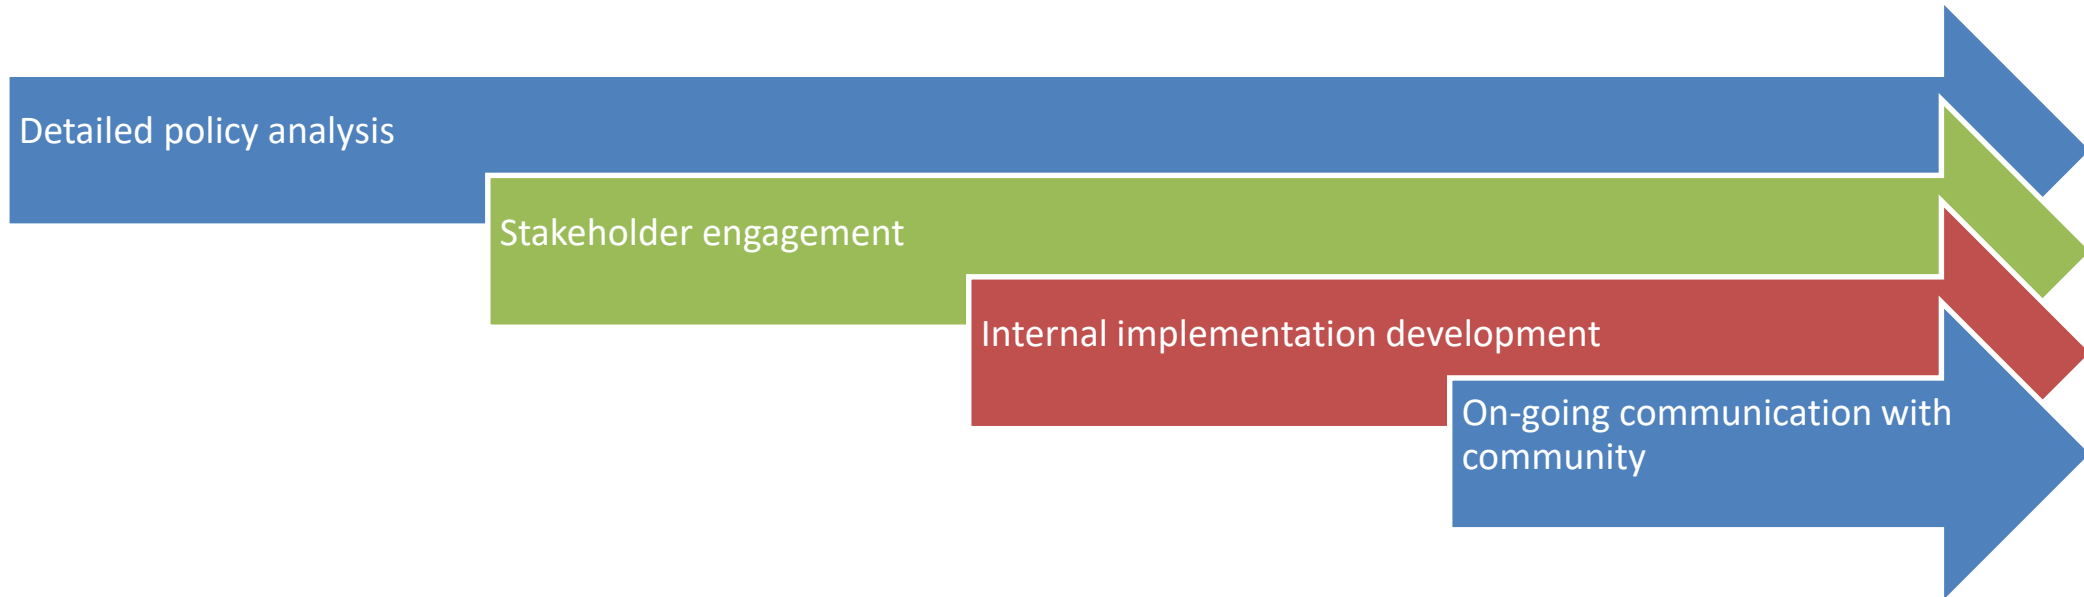 Detailed policy analysis
Stakeholder engagement
Internal implementation development
On-going communication with
community